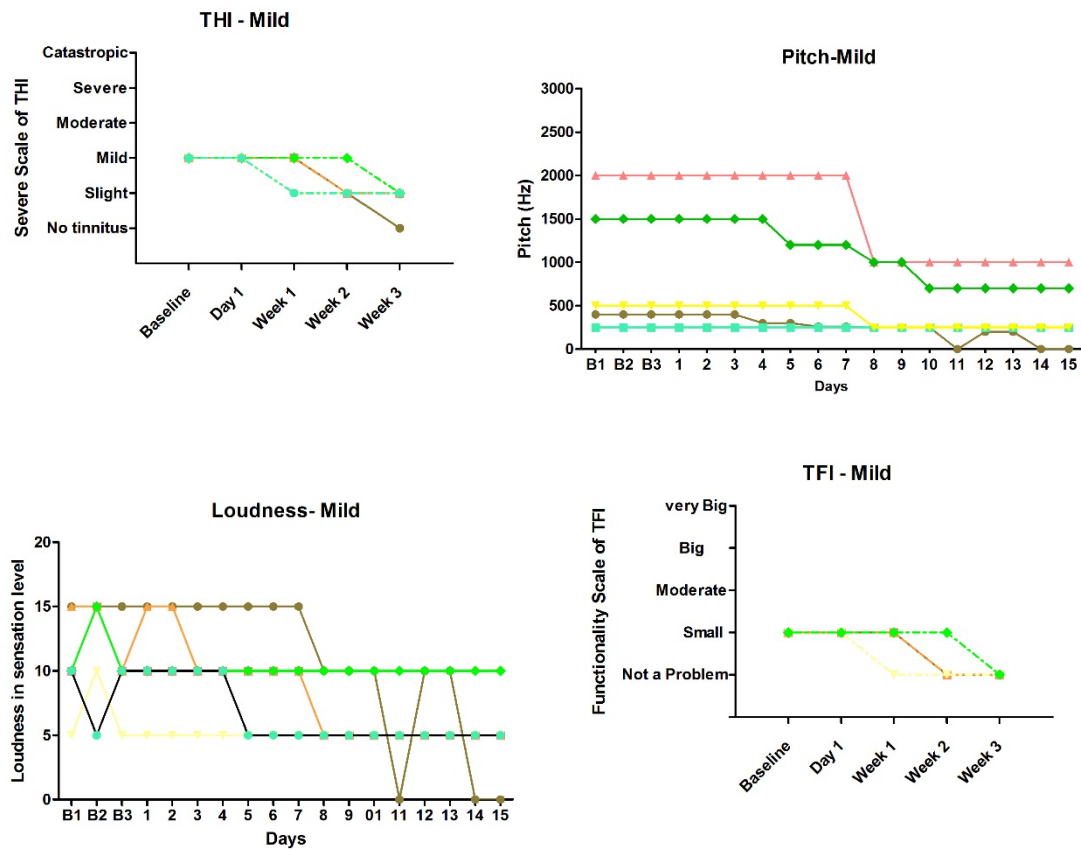 THI - Mild
Severe Scale of THI
Catastropic
Severe
Moderate
Mild
Slight
No tinnitus
Baseline
Day 1
Week 1
Week 2
Week 3
Pitch-Mild
Pitch (Hz)
3000
2500
2000
1500
1000
500
0
B1 B2 B3 1 2 3 4 5 6 7 8 9 10 11 12 13 14 15
Days
Loudness- Mild
Loudness in sensation level
20
15
10
5
0
B1 B2 B3 1 2 3 4 5 6 7 8 9 01 11 12 13 14 15
Days
TFI - Mild
Functionality Scale of TFI
very Big
Big
Moderate
Small
Not a Problem
Baseline
Day 1
Week 1
Week 2
Week 3